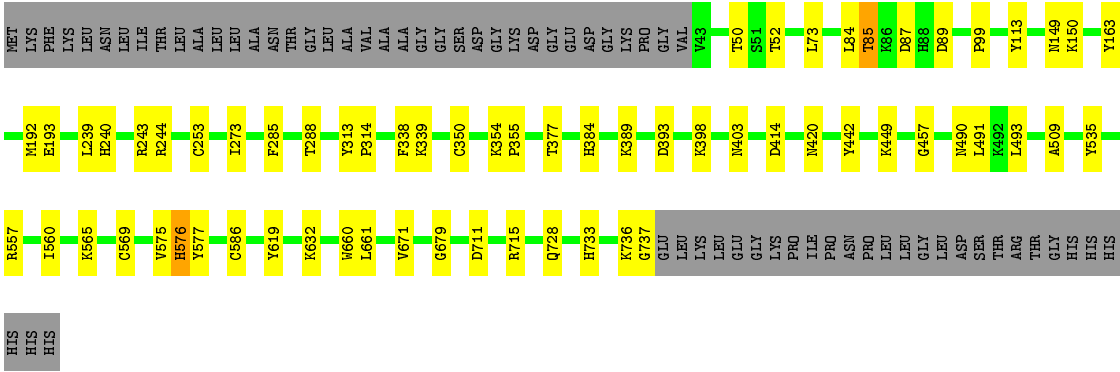 MET LYS PHE LYS LEU ASN LEU ILE THR LEU ALA LEU LEU ALA ASN THR GLY LEU LEU ALA VAL ALA ALA GLY GLY SER ASP GLY LYS ASP GLY GLU ASP GLY LYS PRO GLY VAL V43 T50 S51 T52 L73 L84 T85 K86 D87 H88 D89 P99 Y113 N149 K150 Y163
M192 E193 L239 H240 R243 R244 C253 I273 F285 T288 Y313 P314 F338 K339 C350 K354 P355 T377 H384 K389 D393 K398 N403 D414 N420 Y442 K449 G457 N490 L491 K492 L493 A509 Y535
R557 I560 K565 C569 V575 H576 Y577 C586 Y619 K632 W660 L661 V671 G679 D711 R715 Q728 H733 K736 G737 GLU LEU LYS LEU GLU GLY LYS PRO PRO ILE PRO ASN PRO LEU LEU GLY LEU ASP SER THR ARG THR GLY HIS HIS HIS
HIS HIS HIS